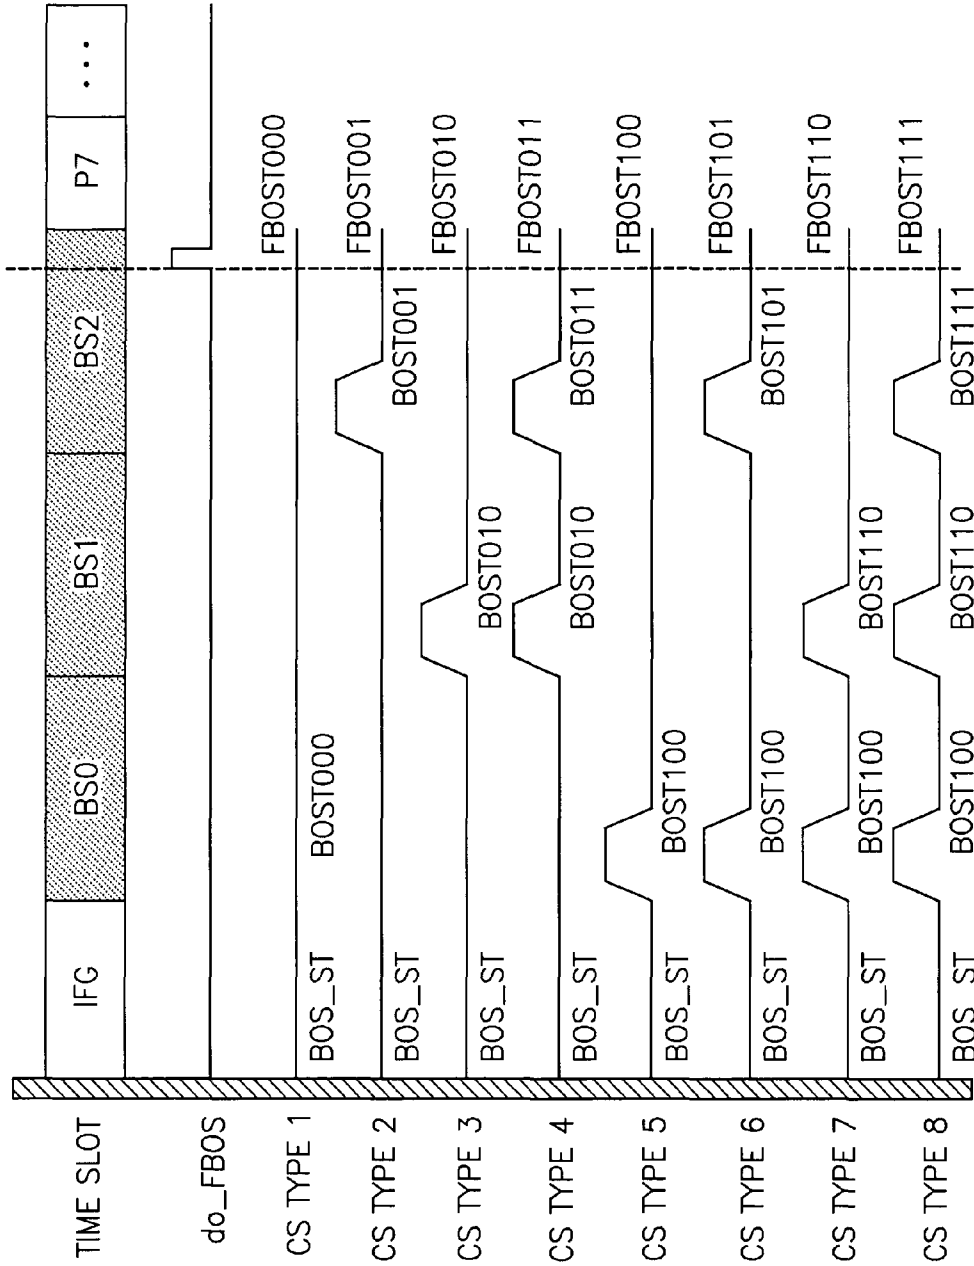 TIME SLOT IFG BS0 BS1 BS2 P7 ...
do_FBOS
CS TYPE 1 BOS_ST BOST000 FBOST000
CS TYPE 2 BOS_ST BOST001 FBOST001
CS TYPE 3 BOS_ST BOST010 FBOST010
CS TYPE 4 BOS_ST BOST010 BOST011 FBOST011
CS TYPE 5 BOS_ST BOST100 FBOST100
CS TYPE 6 BOS_ST BOST100 BOST101 FBOST101
CS TYPE 7 BOS_ST BOST100 BOST110 FBOST110
CS TYPE 8 BOS_ST BOST100 BOST110 BOST111 FBOST111